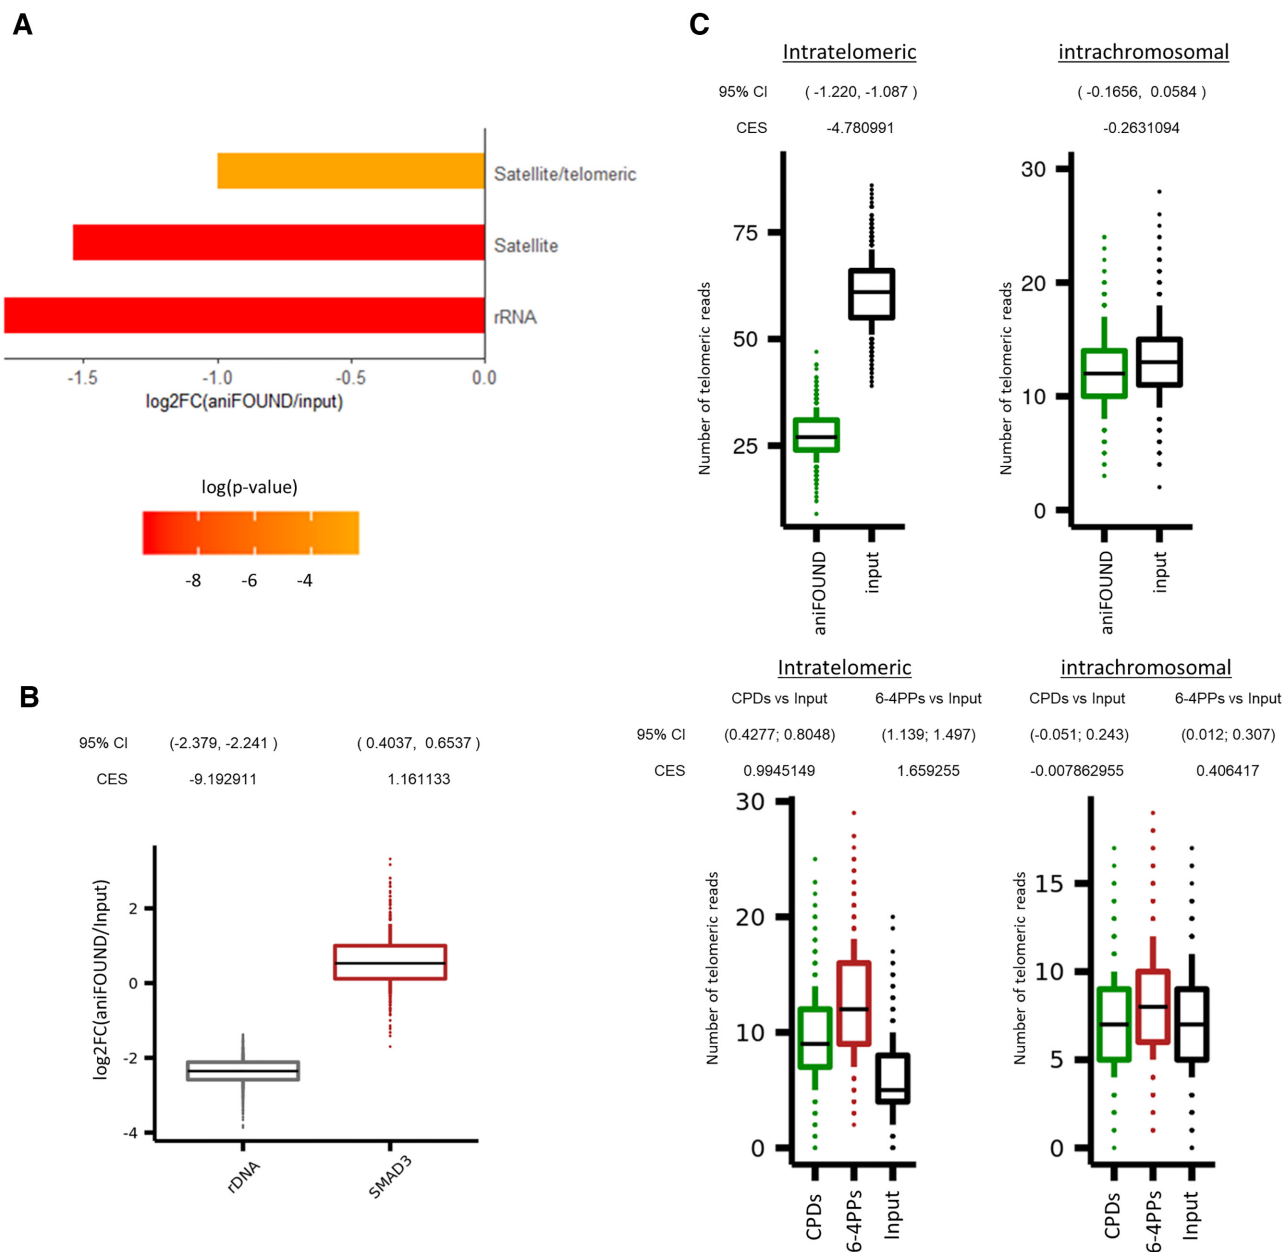 A
Satellite/telomeric
Satellite
rRNA
-1.5 -1.0 -0.5 0.0
log2FC(aniFOUND/input)
log(p-value)
-8 -6 -4
B
95% CI (-2.379, -2.241 ) ( 0.4037, 0.6537 )
CES -9.192911 1.161133
log2FC(aniFOUND/Input)
2
0
-2
-4
rDNA SMAD3
C
Intratelomeric intrachromosomal
95% CI ( -1.220, -1.087 ) ( -0.1656, 0.0584 )
CES -4.780991 -0.2631094
Number of telomeric reads
75
50
25
aniFOUND input
Number of telomeric reads
30
20
10
0
aniFOUND input
Intratelomeric intrachromosomal
CPDs vs Input 6-4PPs vs Input CPDs vs Input 6-4PPs vs Input
95% CI (0.4277; 0.8048) (1.139; 1.497) (-0.051; 0.243) (0.012; 0.307)
CES 0.9945149 1.659255 -0.007862955 0.406417
Number of telomeric reads
30
20
10
0
CPDs 6-4PPs Input
Number of telomeric reads
15
10
5
0
CPDs 6-4PPs Input